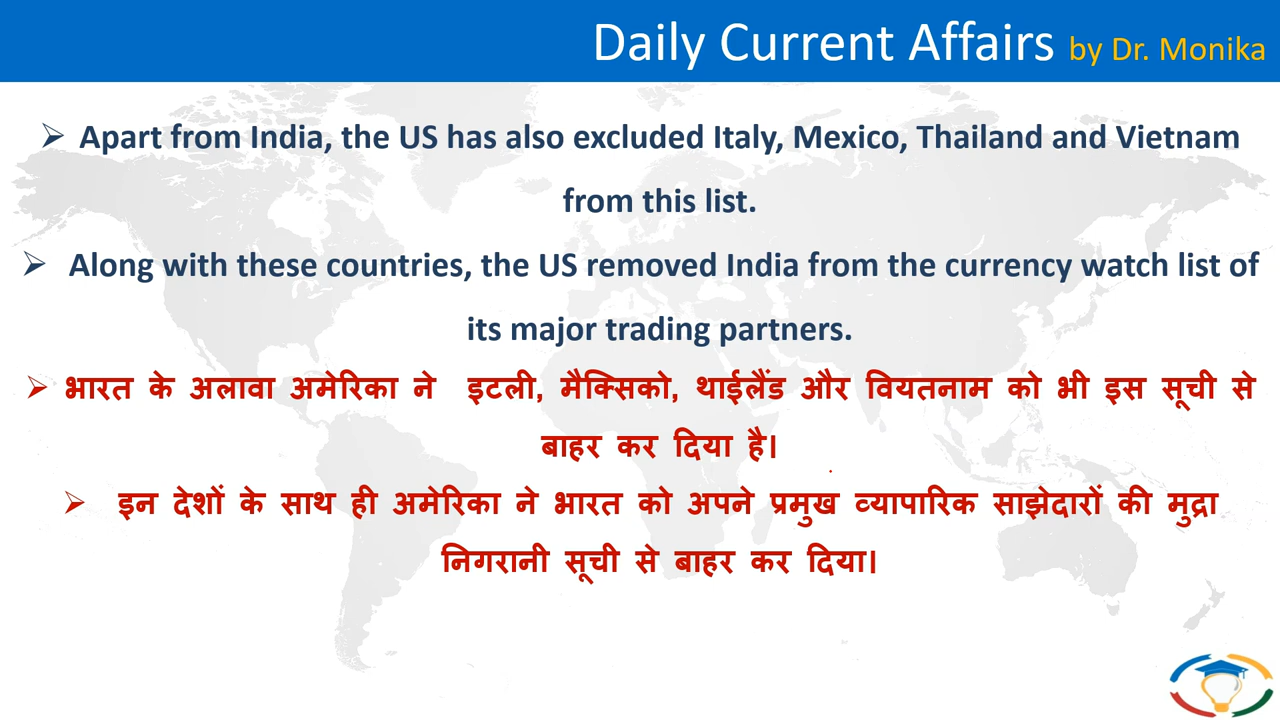 Daily Current Affairs by Dr. Monika
➢ Apart from India, the US has also excluded Italy, Mexico, Thailand and Vietnam
from this list.
➢ Along with these countries, the US removed India from the currency watch list of
its major trading partners.
➢ भारत के अलावा अमेरिका ने इटली, मैक्सिको, थाईलैंड और वियतनाम को भी इस सूची से
बाहर कर दिया है।
➢ इन देशों के साथ ही अमेरिका ने भारत को अपने प्रमुख व्यापारिक साझेदारों की मुद्रा
निगरानी सूची से बाहर कर दिया।